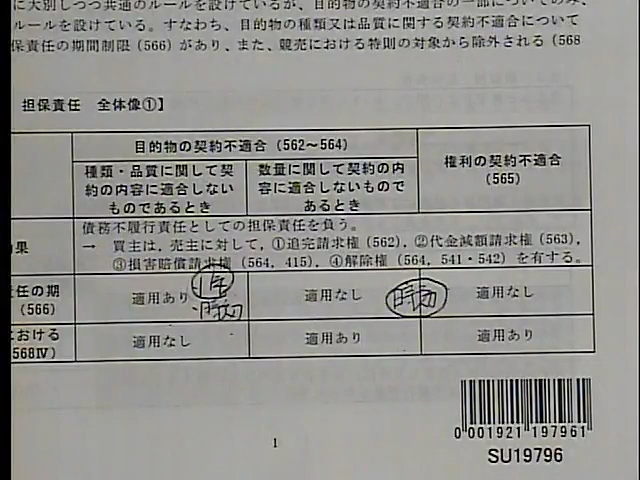 に大別しつつ共通のルールを設けているが、目的物の契約不適合の一部についてのみ、
ルールを設けている。すなわち、目的物の種類又は品質に関する契約不適合について
保責任の期間制限(566)があり、また、競売における特則の対象から除外される(568
担保責任 全体像①】
目的物の契約不適合(562～564)
権利の契約不適合
(565)
種類・品質に関して契
約の内容に適合しない
ものであるとき
数量に関して契約の内
容に適合しないもので
あるとき
効果
債務不履行責任としての担保責任を負う。
→ 買主は、売主に対して、①追完請求権(562)、②代金減額請求権(563)、
③損害賠償請求権(564, 415)、④解除権(564, 541・542)を有する。
責任の期
(566)
適用あり
1年
時効
適用なし
時効
適用なし
における
(568Ⅳ)
適用なし
適用あり
適用あり
1
0 001921 197961
SU19796